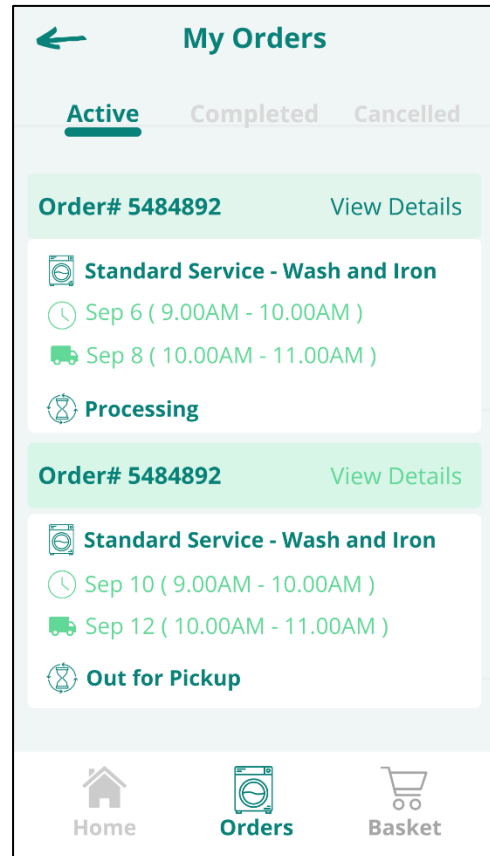 My Orders
Active Completed Cancelled
Order# 5484892 View Details
Standard Service - Wash and Iron
Sep 6 ( 9.00AM - 10.00AM )
Sep 8 ( 10.00AM - 11.00AM )
Processing
Order# 5484892 View Details
Standard Service - Wash and Iron
Sep 10 ( 9.00AM - 10.00AM )
Sep 12 ( 10.00AM - 11.00AM )
Out for Pickup
Home Orders Basket